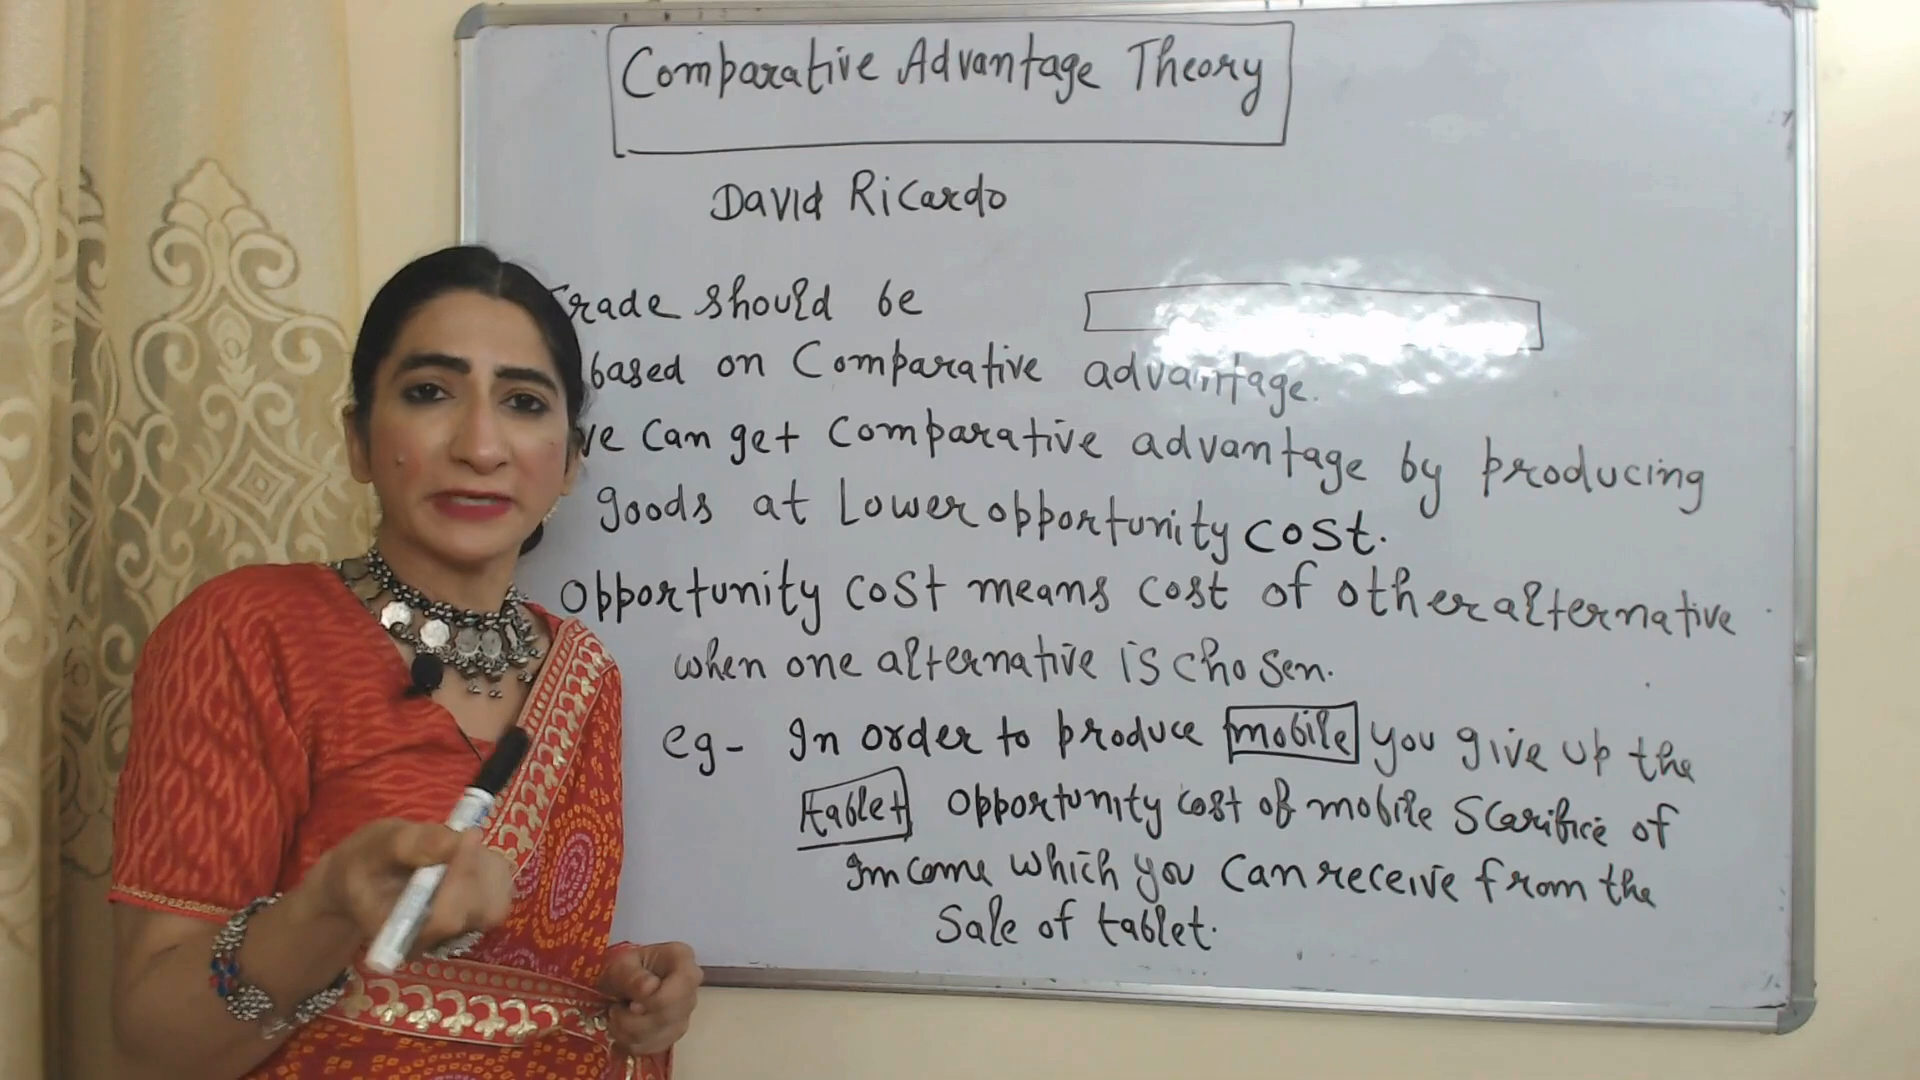 Comparative Advantage Theory
David Ricardo
Trade should be
based on Comparative advantage.
we Can get Comparative advantage by producing
goods at Lower opportunity cost.
opportunity cost means cost of other alternative
when one alternative is chosen.
eg- In order to produce mobile you give up the
tablet opportunity cost of mobile Scarifice of
Income which you Can receive from the
Sale of tablet.